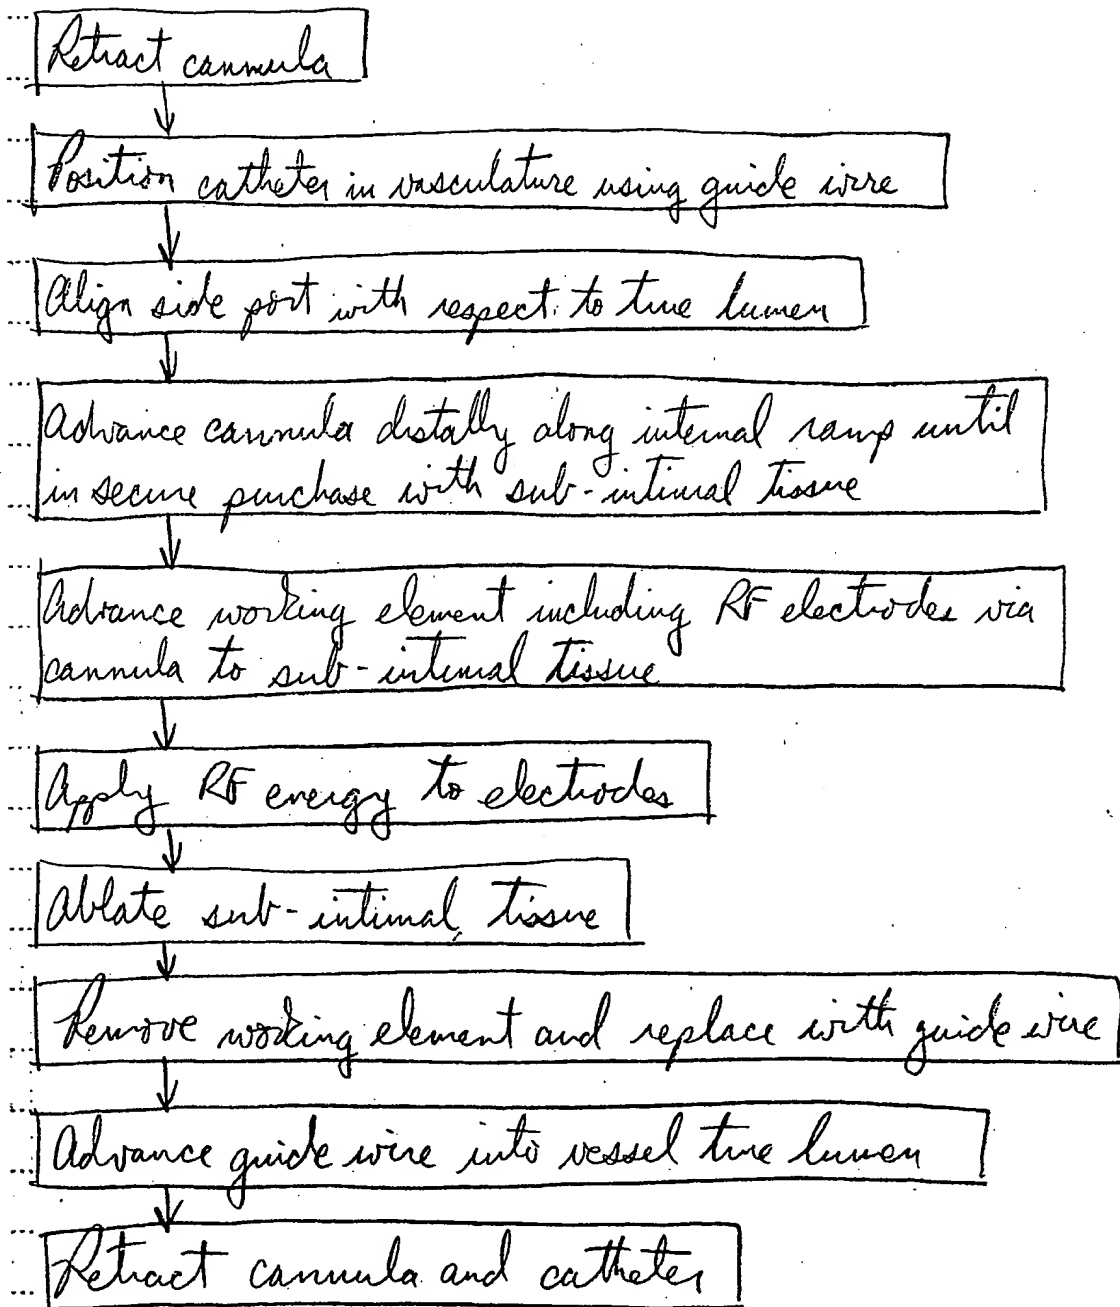 Retract cannula
Position catheter in vasculature using guide wire
Align side port with respect to true lumen
Advance cannula distally along internal ramp until
in secure purchase with sub-intimal tissue
Advance working element including RF electrodes via
cannula to sub-intimal tissue
Apply RF energy to electrodes
Ablate sub-intimal tissue
Remove working element and replace with guide wire
Advance guide wire into vessel true lumen
Retract cannula and catheter